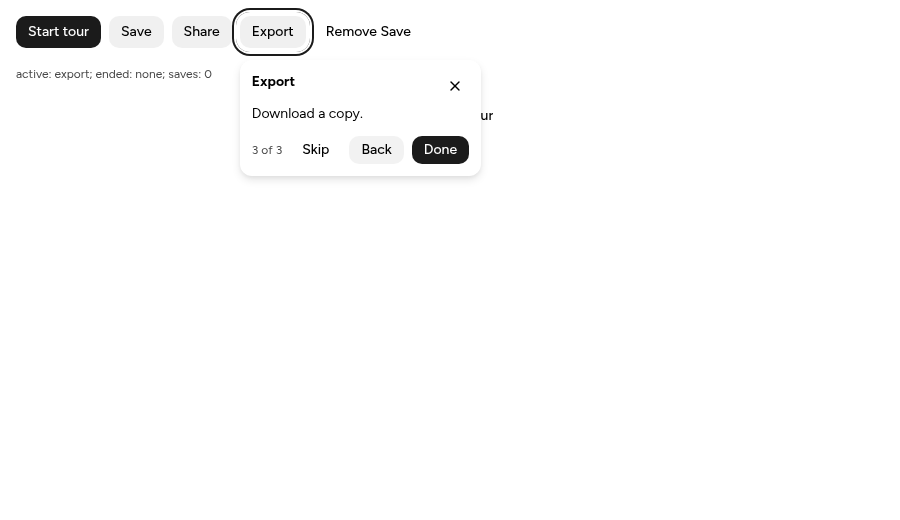 Start tour Save Share Export Remove Save
active: export; ended: none; saves: 0
Export
Download a copy.
3 of 3 Skip Back Done